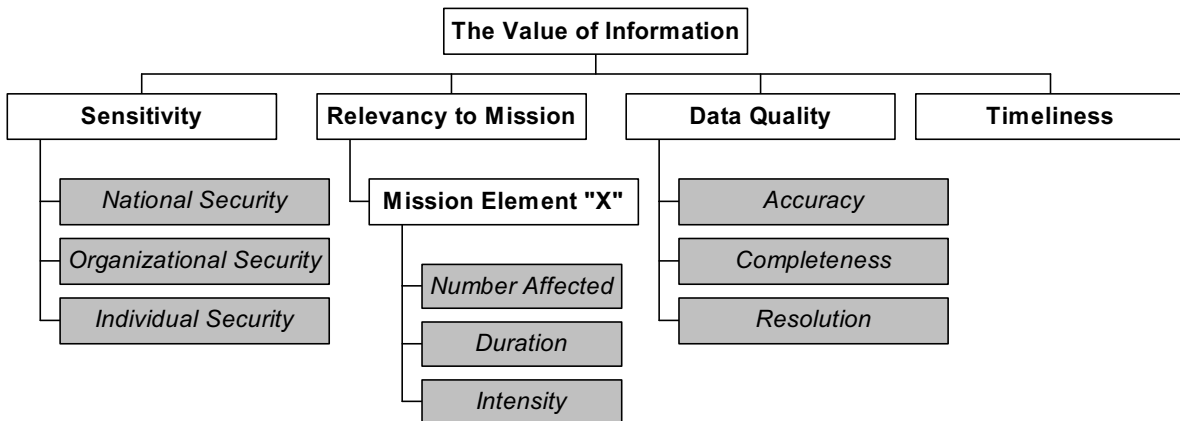 The Value of Information
Sensitivity
Relevancy to Mission
Data Quality
Timeliness
National Security
Organizational Security
Individual Security
Mission Element "X"
Number Affected
Duration
Intensity
Accuracy
Completeness
Resolution